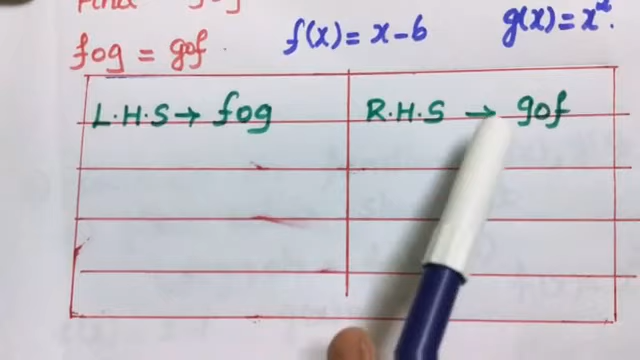 fog = gof.
f(x) = x-6
g(x) = x².
L.H.S → fog
R.H.S → gof